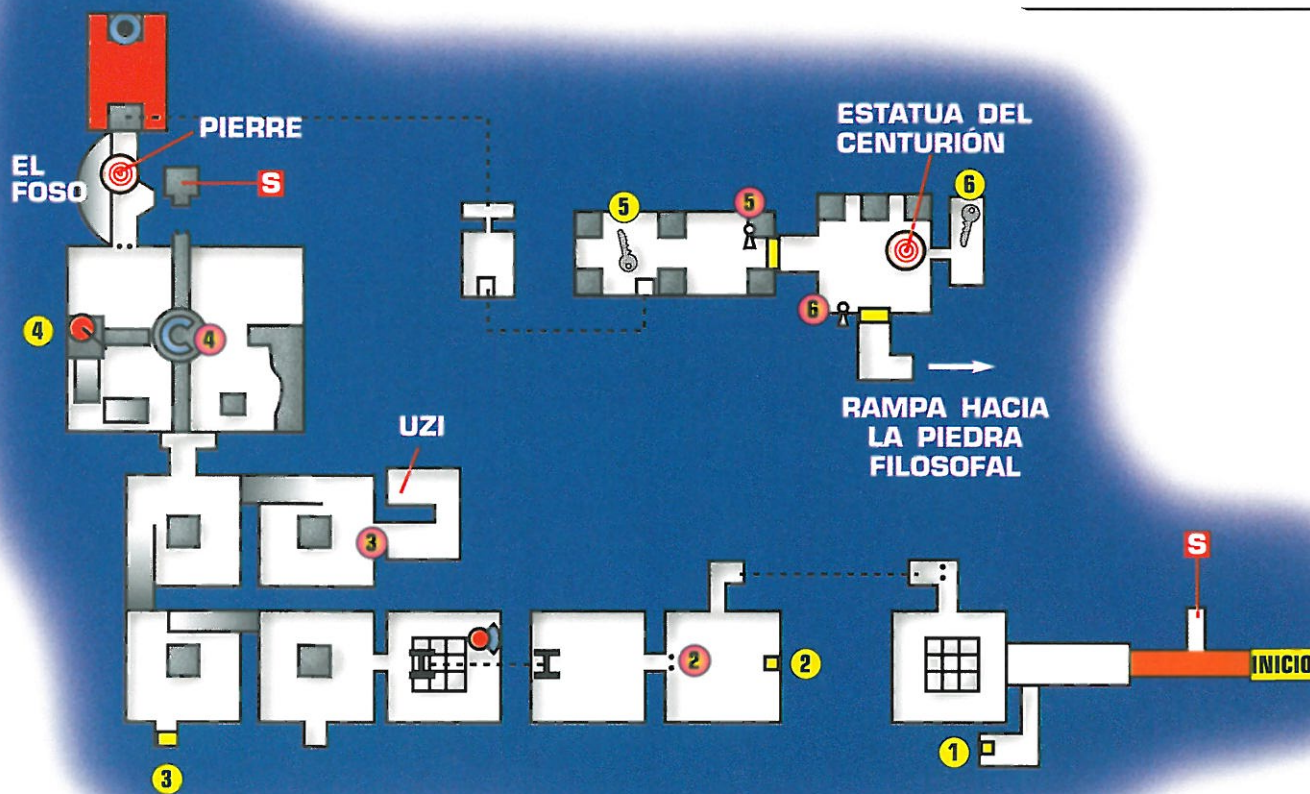 PIERRE
EL
FOSO
S
ESTATUA DEL
CENTURIÓN
6
5
5
6
4
4
RAMPA HACIA
LA PIEDRA
FILOSOFAL
UZI
3
S
2
2
INICIO
1
3